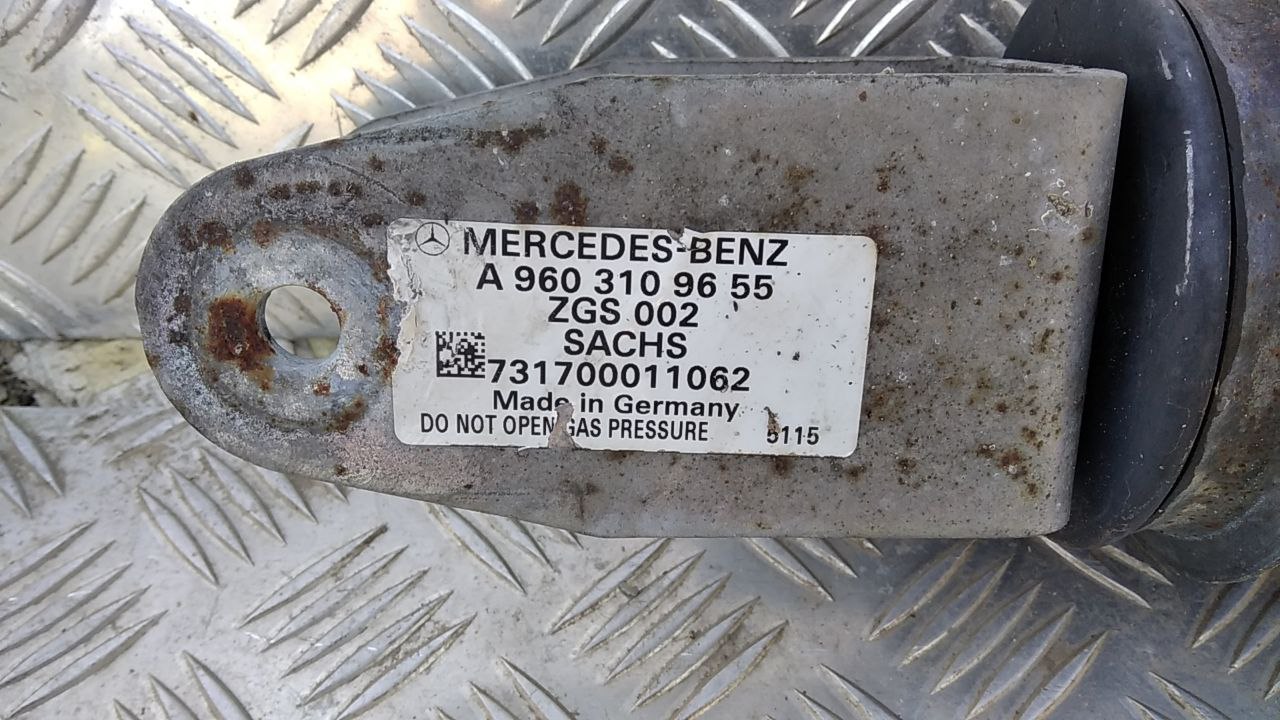 MERCEDES-BENZ
A 960 310 96 55
ZGS 002
SACHS
731700011062
Made in Germany
DO NOT OPEN GAS PRESSURE 5115